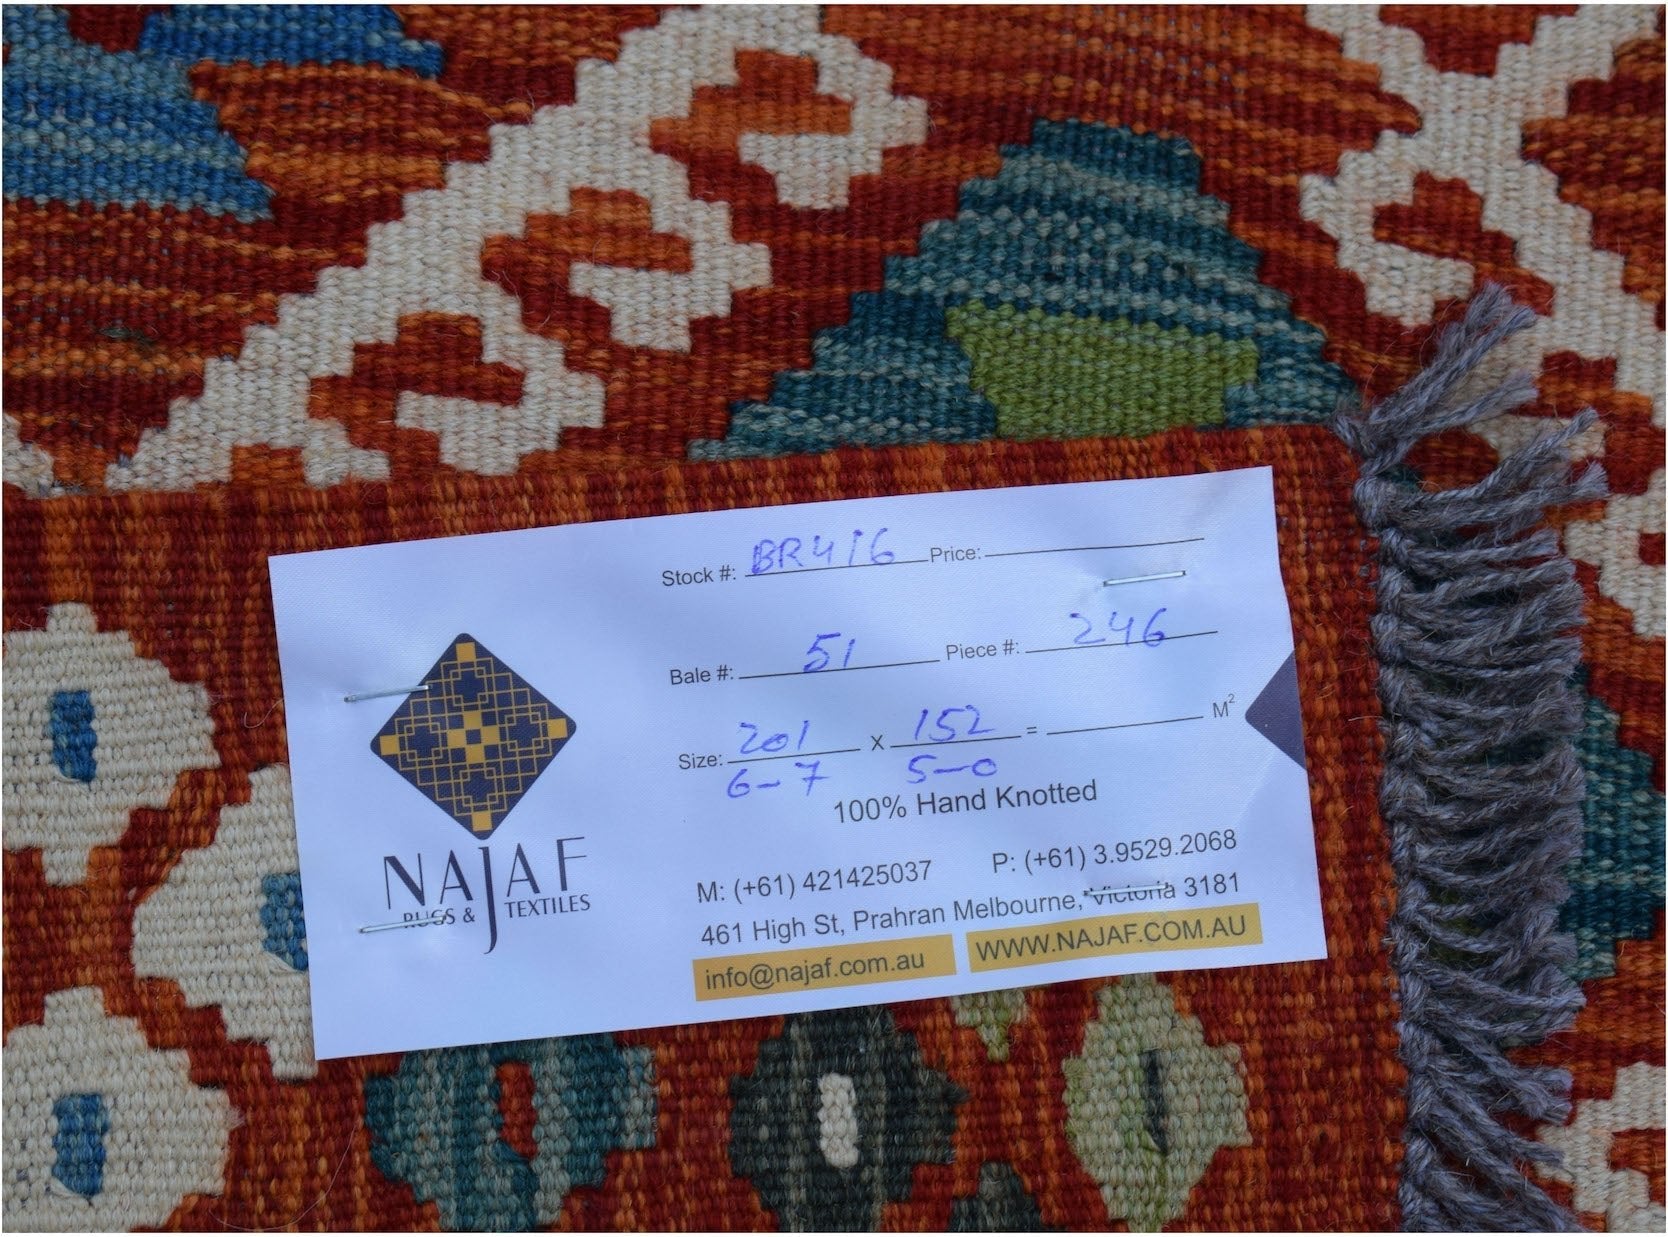 Stock #: BR416 Price:
Bale #: 51 Piece #: 246
Size: 201 x 152 = M²
6-7 5-0
100% Hand Knotted
NAJAF
RUGS & TEXTILES
M: (+61) 421425037 P: (+61) 3.9529.2068
461 High St, Prahran Melbourne, Victoria 3181
info@najaf.com.au WWW.NAJAF.COM.AU